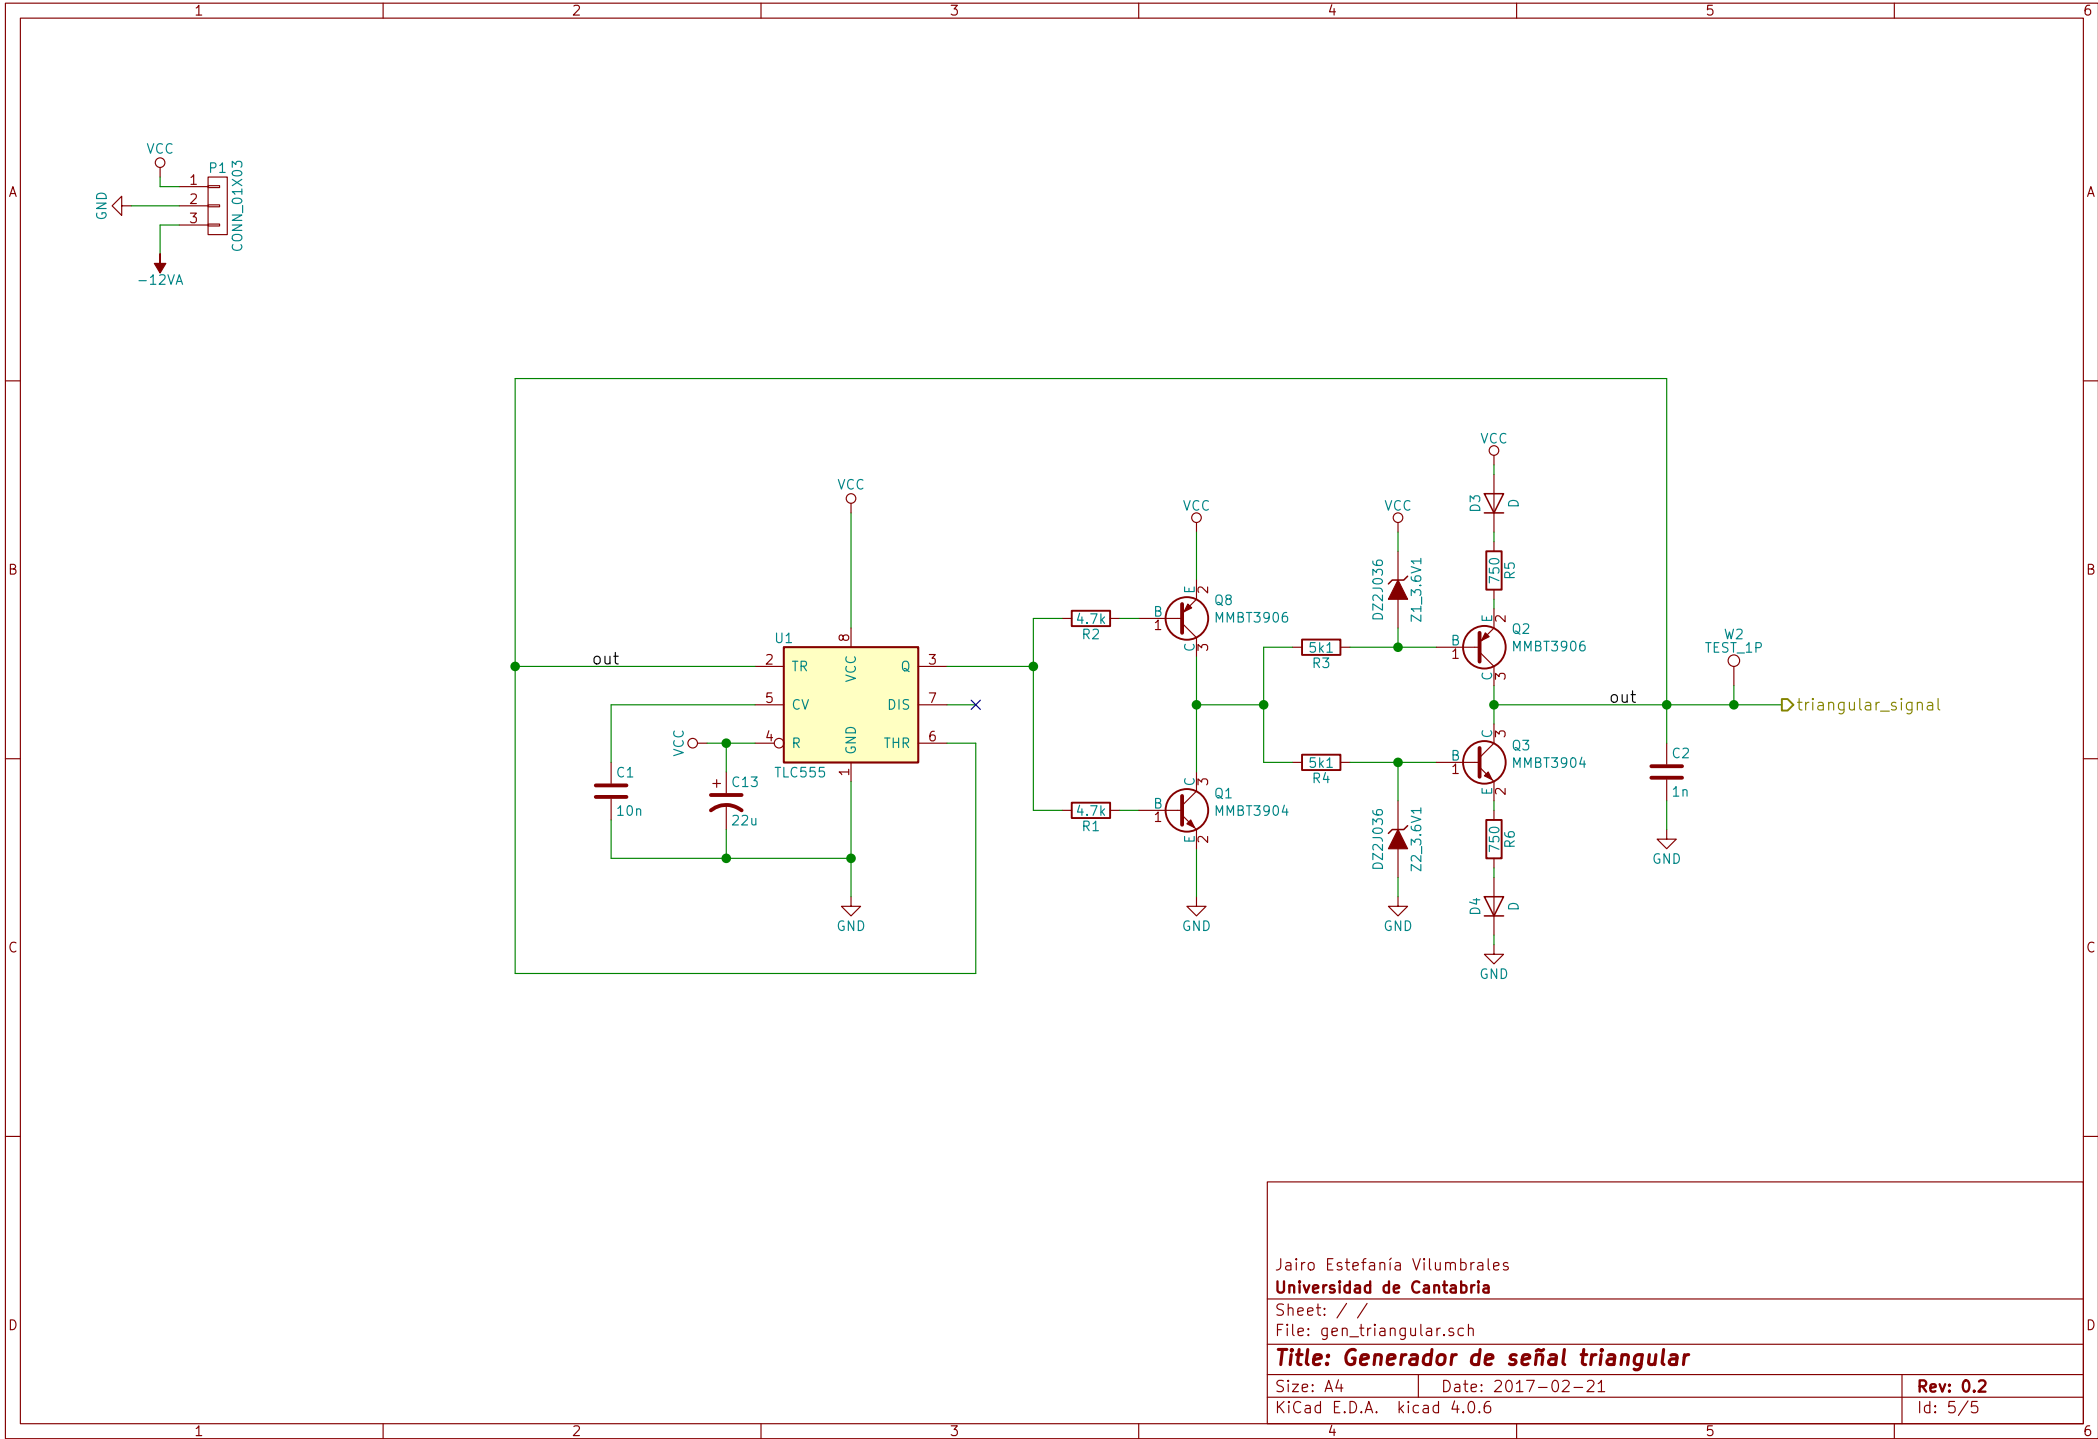 1 2 3 4 5 6
A A
B B
C C
D D
VCC
P1
CONN_01X03
1
2
3
GND
-12VA
VCC
U1
out
2 TR
5 CV
4 R
8 VCC
GND 1
Q 3
DIS 7
THR 6
TLC555
VCC
C1
10n
C13
+
22u
GND
4.7k
R2
4.7k
R1
VCC
Q8
MMBT3906
B 1
E 2
C 3
Q1
MMBT3904
B 1
C 3
E 2
GND
5k1
R3
5k1
R4
VCC
DZ2J036
Z1_3.6V1
DZ2J036
Z2_3.6V1
GND
VCC
D3 D
750 R5
Q2
MMBT3906
B 1
E 2
C 3
Q3
MMBT3904
B 1
C 3
E 2
750 R6
D4 D
GND
out
W2
TEST_1P
triangular_signal
C2
1n
GND
Jairo Estefanía Vilumbrales
Universidad de Cantabria
Sheet: / /
File: gen_triangular.sch
Title: Generador de señal triangular
Size: A4 Date: 2017-02-21 Rev: 0.2
KiCad E.D.A. kicad 4.0.6 Id: 5/5
1 2 3 4 5 6